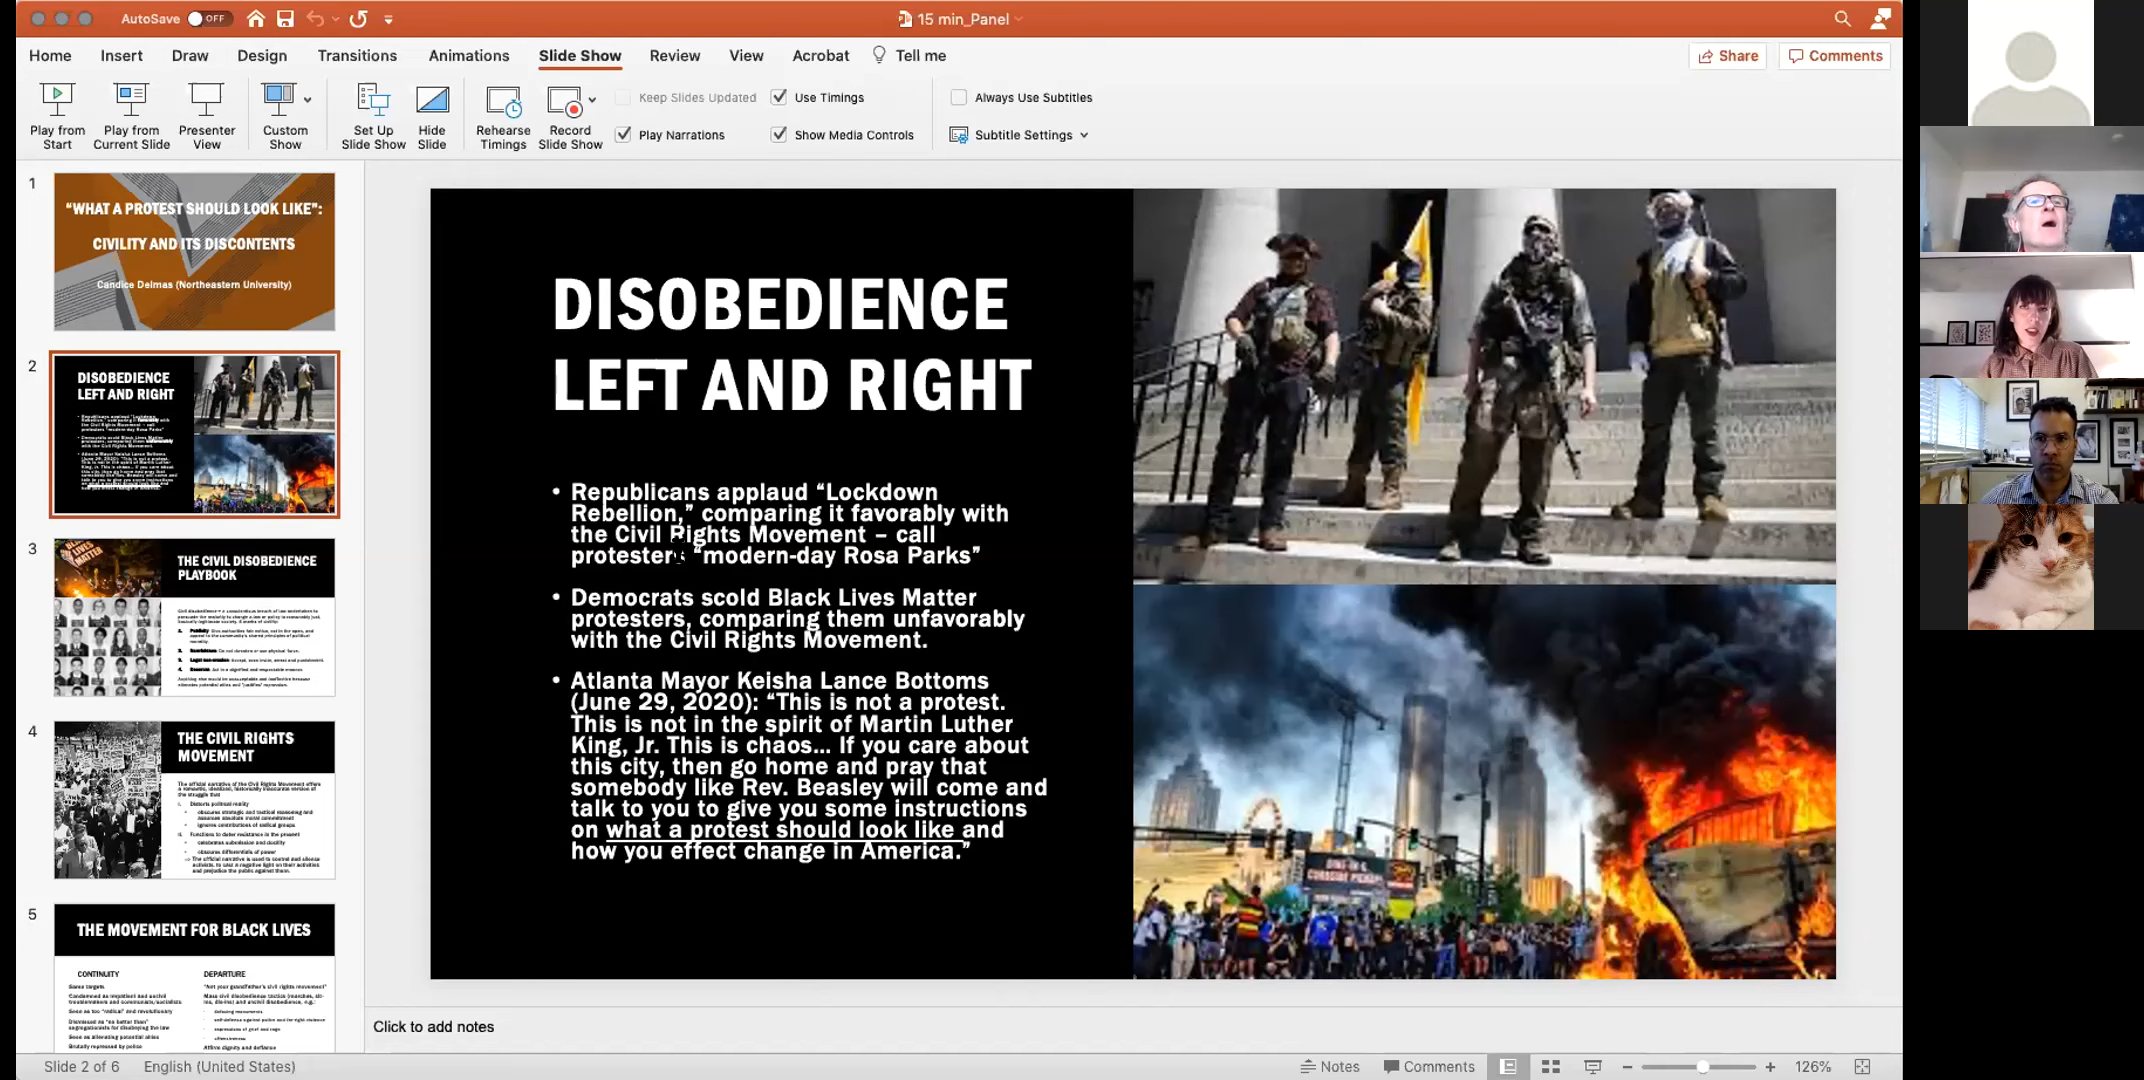 AutoSave OFF
15 min_Panel
Home Insert Draw Design Transitions Animations Slide Show Review View Acrobat Tell me
Share Comments
Play from Start
Play from Current Slide
Presenter View
Custom Show
Set Up Slide Show
Hide Slide
Rehearse Timings
Record Slide Show
Keep Slides Updated
Play Narrations
Use Timings
Show Media Controls
Always Use Subtitles
Subtitle Settings
1
“WHAT A PROTEST SHOULD LOOK LIKE”:
CIVILITY AND ITS DISCONTENTS
Candice Delmas (Northeastern University)
2
DISOBEDIENCE
LEFT AND RIGHT
3
THE CIVIL DISOBEDIENCE
PLAYBOOK
4
THE CIVIL RIGHTS
MOVEMENT
5
THE MOVEMENT FOR BLACK LIVES
CONTINUITY
DEPARTURE
DISOBEDIENCE
LEFT AND RIGHT
• Republicans applaud “Lockdown
Rebellion,” comparing it favorably with
the Civil Rights Movement – call
protesters “modern-day Rosa Parks”
• Democrats scold Black Lives Matter
protesters, comparing them unfavorably
with the Civil Rights Movement.
• Atlanta Mayor Keisha Lance Bottoms
(June 29, 2020): “This is not a protest.
This is not in the spirit of Martin Luther
King, Jr. This is chaos... If you care about
this city, then go home and pray that
somebody like Rev. Beasley will come and
talk to you to give you some instructions
on what a protest should look like and
how you effect change in America.”
Click to add notes
Slide 2 of 6 English (United States)
Notes Comments 126%